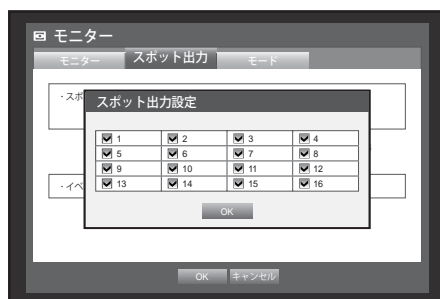 モニター
モニター スポット出力 モード
・スポ
スポット出力設定
1 2 3 4
5 6 7 8
9 10 11 12
13 14 15 16
・イベ
OK
OK キャンセル